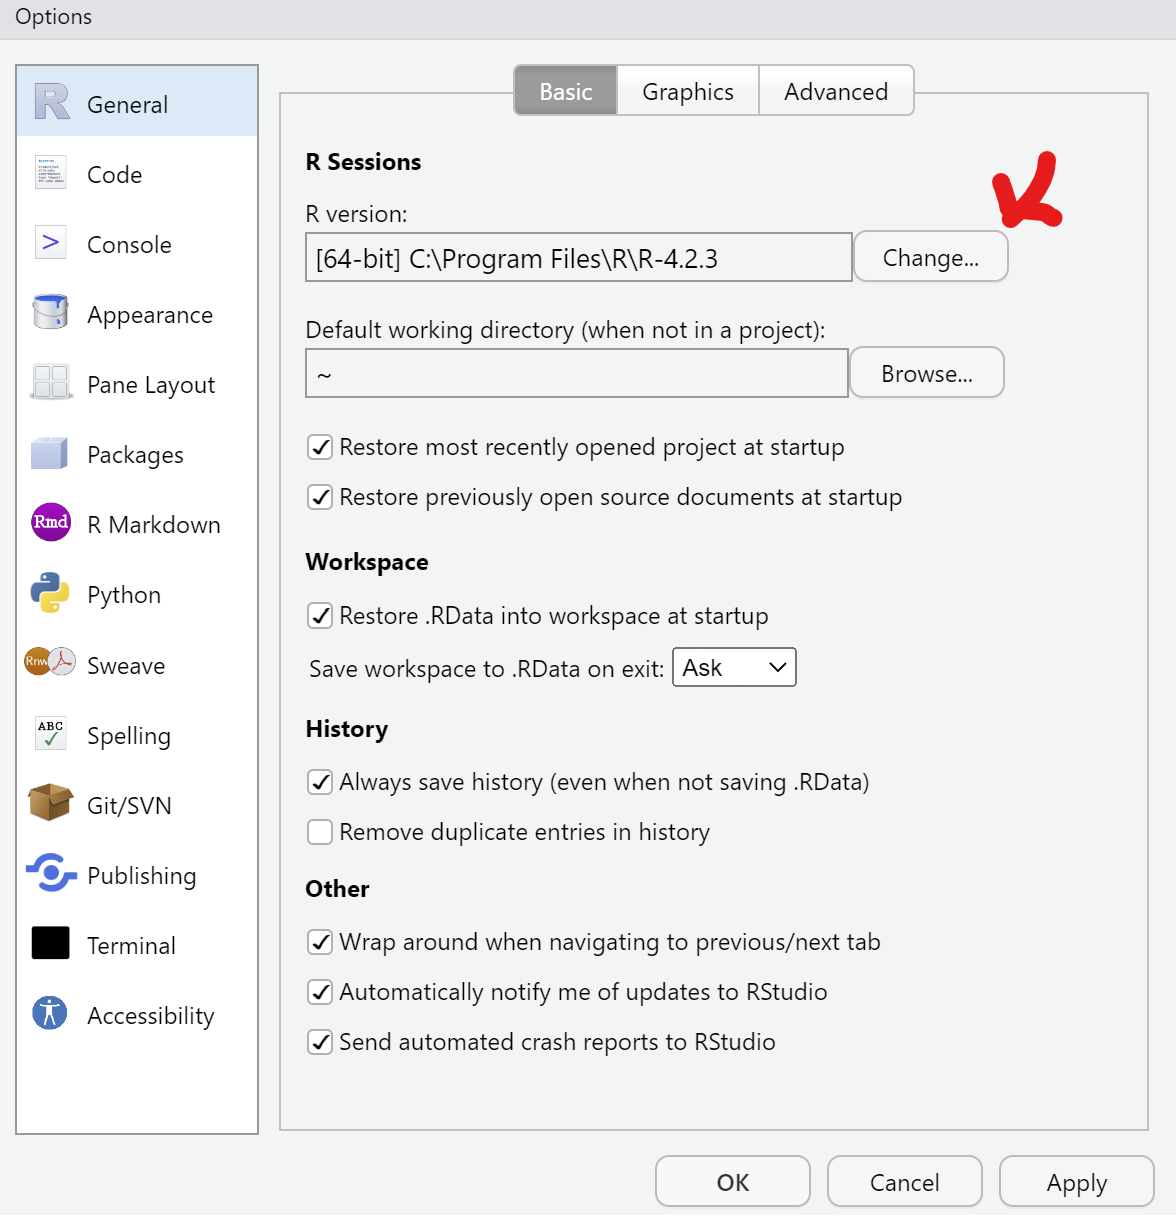 Options
General
Code
Console
Appearance
Pane Layout
Packages
Rmd R Markdown
Python
Rnw Sweave
ABC Spelling
Git/SVN
Publishing
Terminal
Accessibility
Basic Graphics Advanced
R Sessions
R version:
[64-bit] C:\Program Files\R\R-4.2.3 Change...
Default working directory (when not in a project):
~ Browse...
Restore most recently opened project at startup
Restore previously open source documents at startup
Workspace
Restore .RData into workspace at startup
Save workspace to .RData on exit: Ask
History
Always save history (even when not saving .RData)
Remove duplicate entries in history
Other
Wrap around when navigating to previous/next tab
Automatically notify me of updates to RStudio
Send automated crash reports to RStudio
OK Cancel Apply